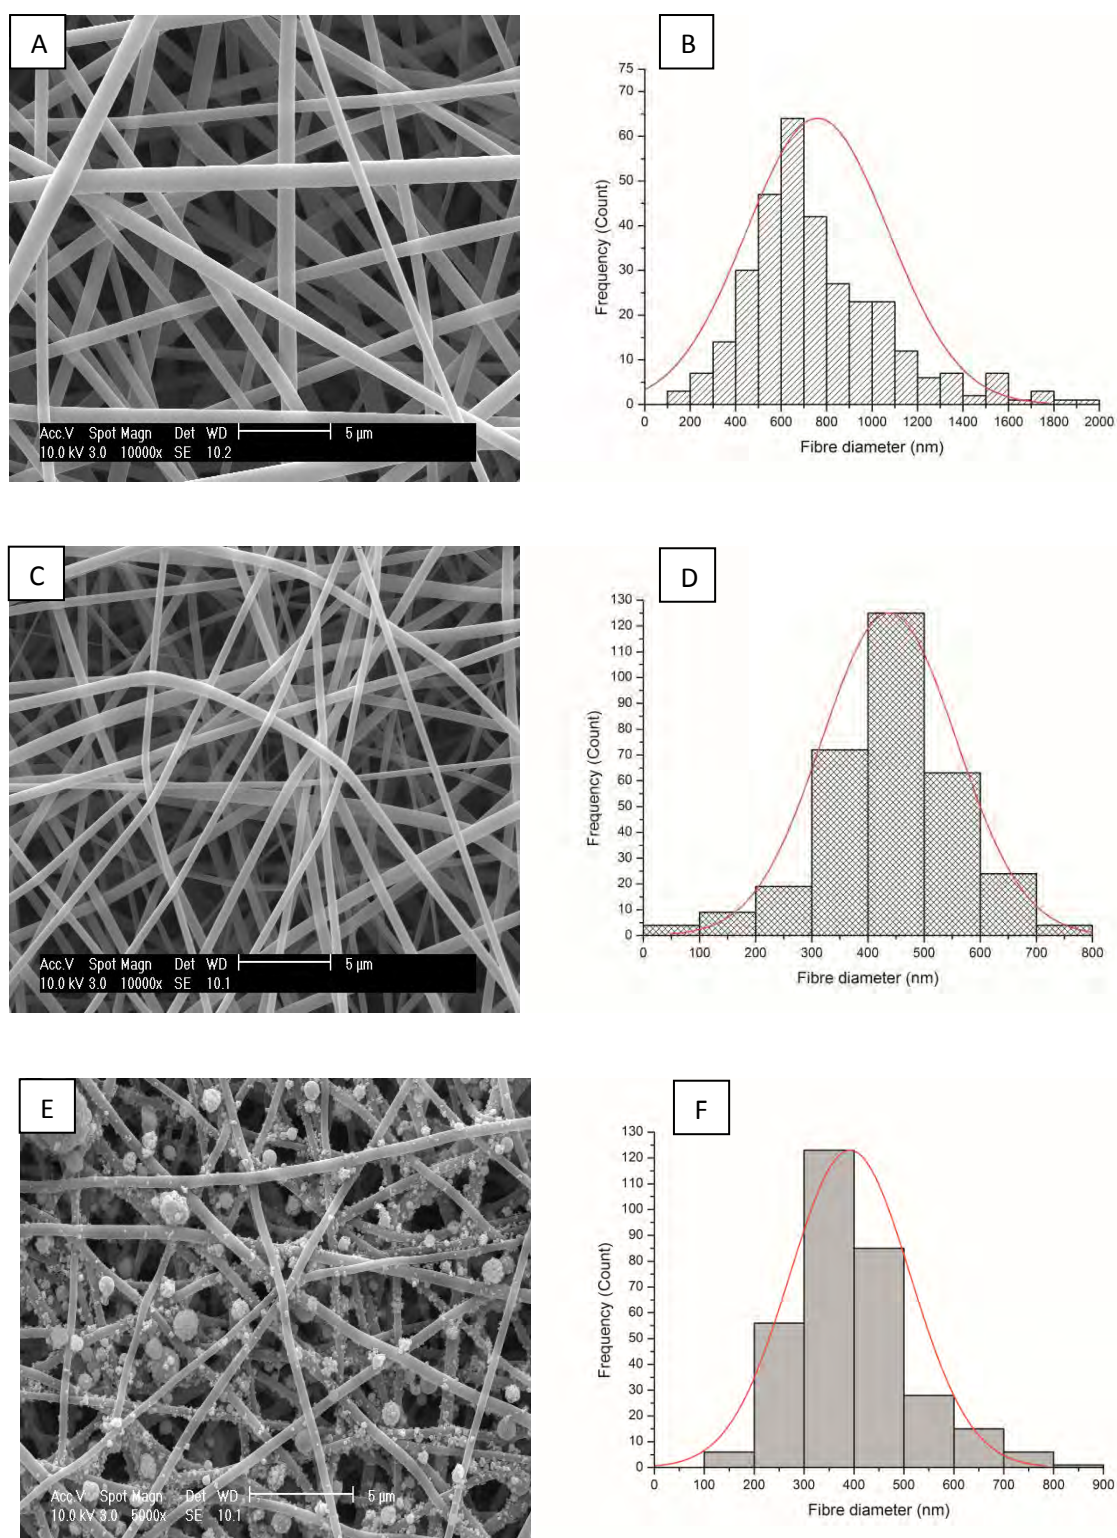 A
Acc.V Spot Magn Det WD 5 µm
10.0 kV 3.0 10000x SE 10.2
B
75
70
60
50
40
30
20
10
0
Frequency (Count)
0 200 400 600 800 1000 1200 1400 1600 1800 2000
Fibre diameter (nm)
C
Acc.V Spot Magn Det WD 5 µm
10.0 kV 3.0 10000x SE 10.1
D
130
120
110
100
90
80
70
60
50
40
30
20
10
0
Frequency (Count)
0 100 200 300 400 500 600 700 800
Fibre diameter (nm)
E
Acc.V Spot Magn Det WD 5 µm
10.0 kV 3.0 5000x SE 10.1
F
130
120
110
100
90
80
70
60
50
40
30
20
10
0
Frequency (Count)
0 100 200 300 400 500 600 700 800 900
Fibre diameter (nm)